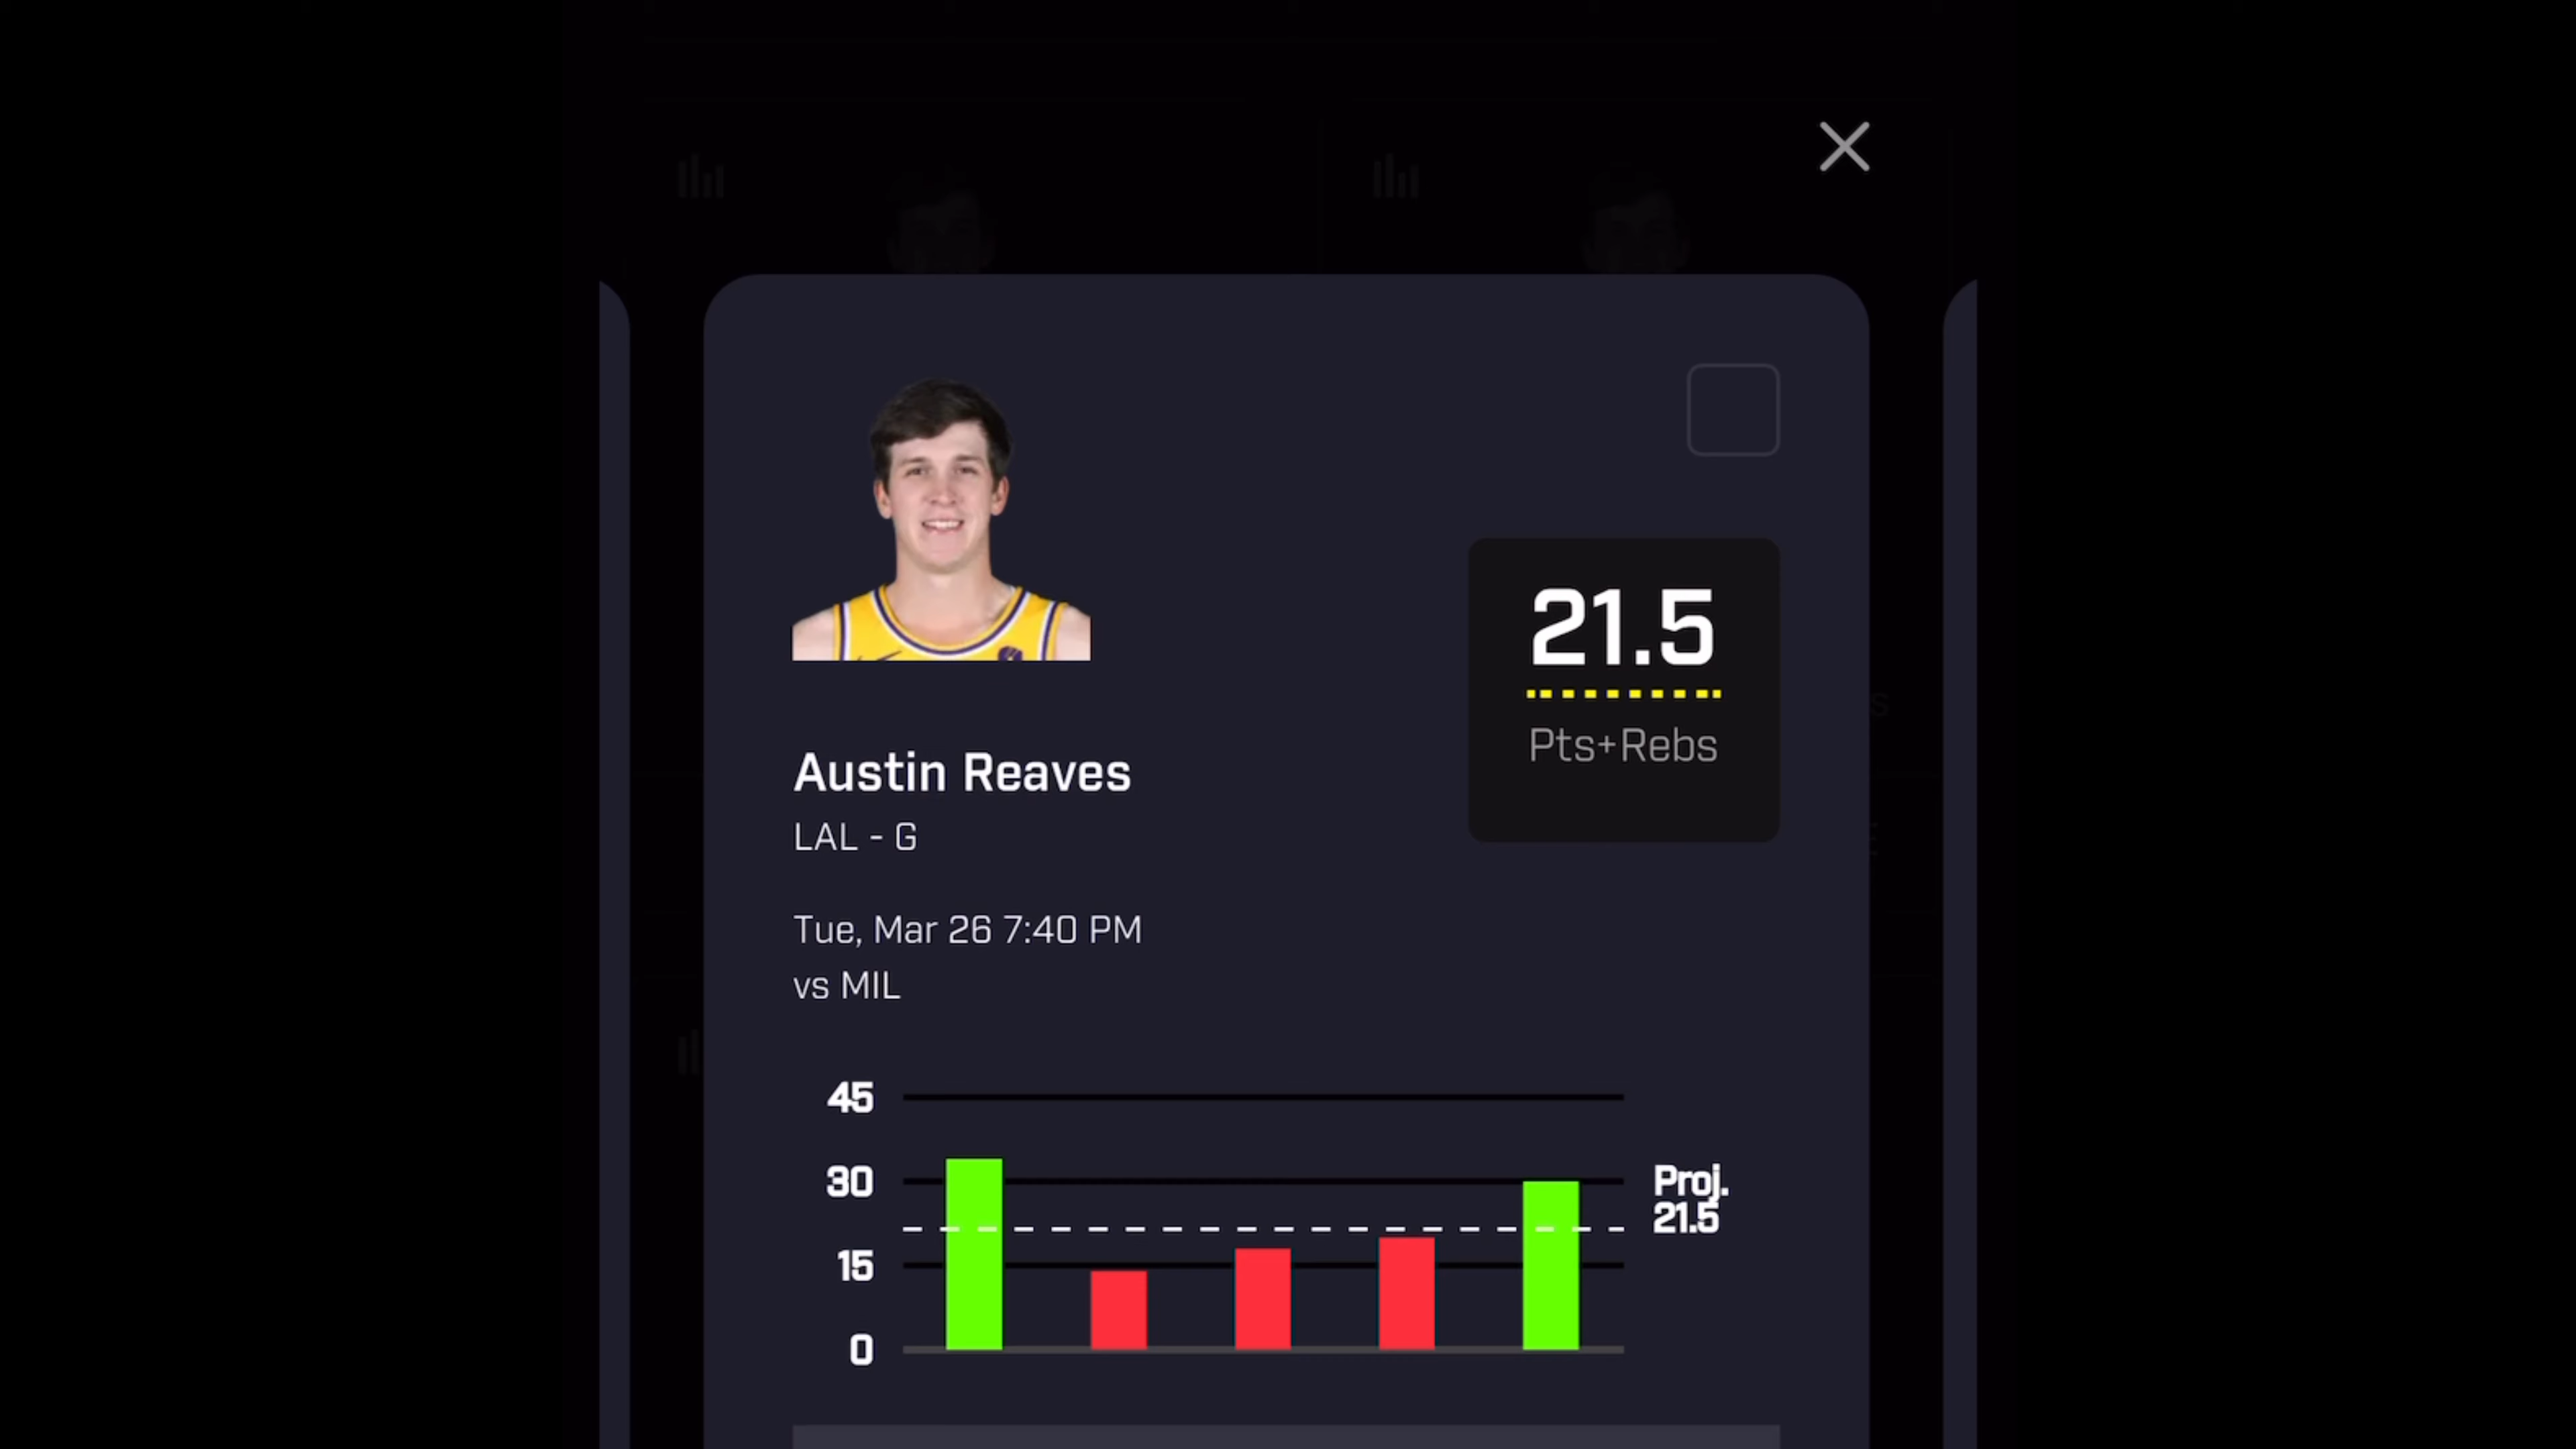 21.5
Pts+Rebs
Austin Reaves
LAL - G
Tue, Mar 26 7:40 PM
vs MIL
45
30
15
0
Proj.
21.5